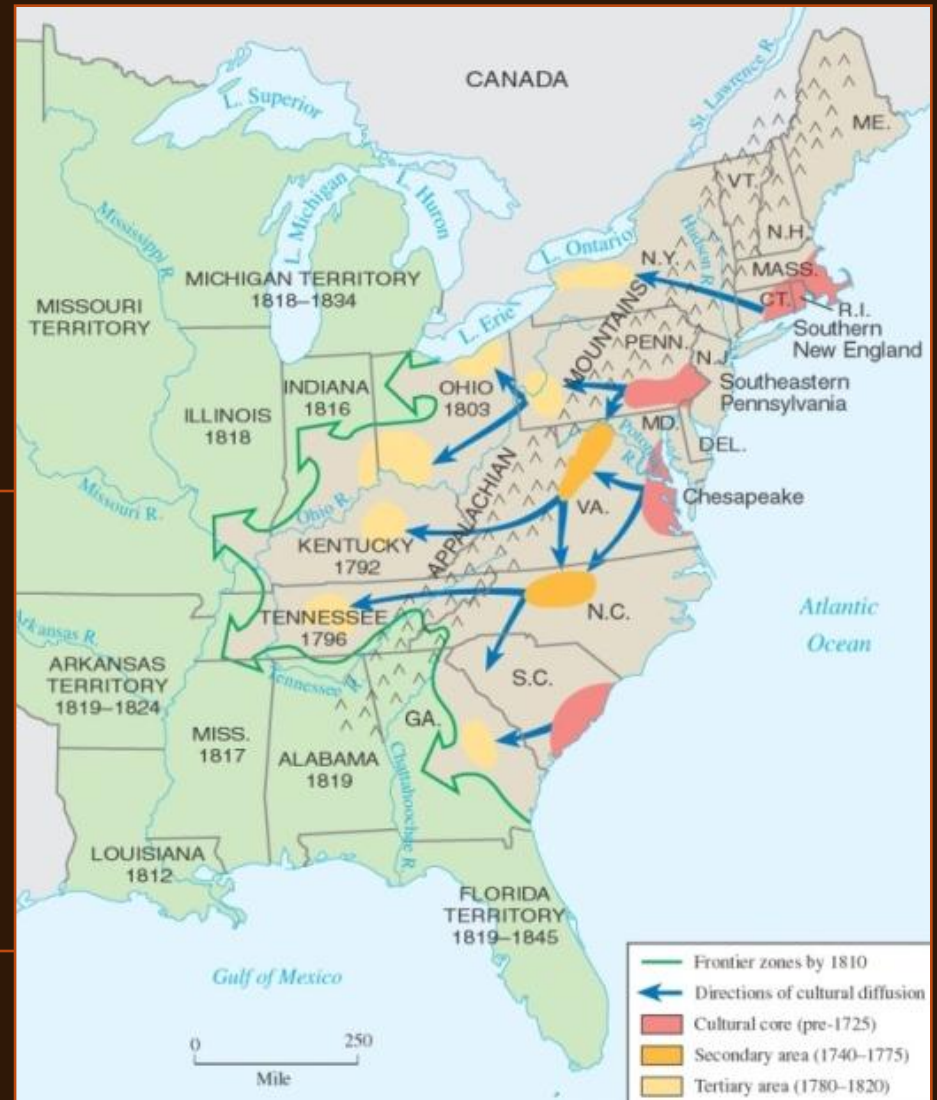 CANADA
St. Lawrence R.
L. Superior
ME.
VT.
L. Michigan
L. Huron
Mississippi R.
Hudson R.
N.H.
L. Ontario
N.Y.
MASS.
MICHIGAN TERRITORY
1818–1834
CT.
R.I.
MISSOURI
TERRITORY
L. Erie
MOUNTAINS
Southern
New England
PENN.
N.J.
INDIANA
1816
OHIO
1803
Southeastern
Pennsylvania
ILLINOIS
1818
MD.
DEL.
APPALACHIAN
Missouri R.
Ohio R.
VA.
Chesapeake
KENTUCKY
1792
TENNESSEE
1796
N.C.
Atlantic
Ocean
Arkansas R.
ARKANSAS
TERRITORY
1819–1824
Tennessee R.
S.C.
GA.
MISS.
1817
ALABAMA
1819
Chattahoochee R.
LOUISIANA
1812
FLORIDA
TERRITORY
1819–1845
Gulf of Mexico
0
250
Mile
Frontier zones by 1810
Directions of cultural diffusion
Cultural core (pre-1725)
Secondary area (1740–1775)
Tertiary area (1780–1820)